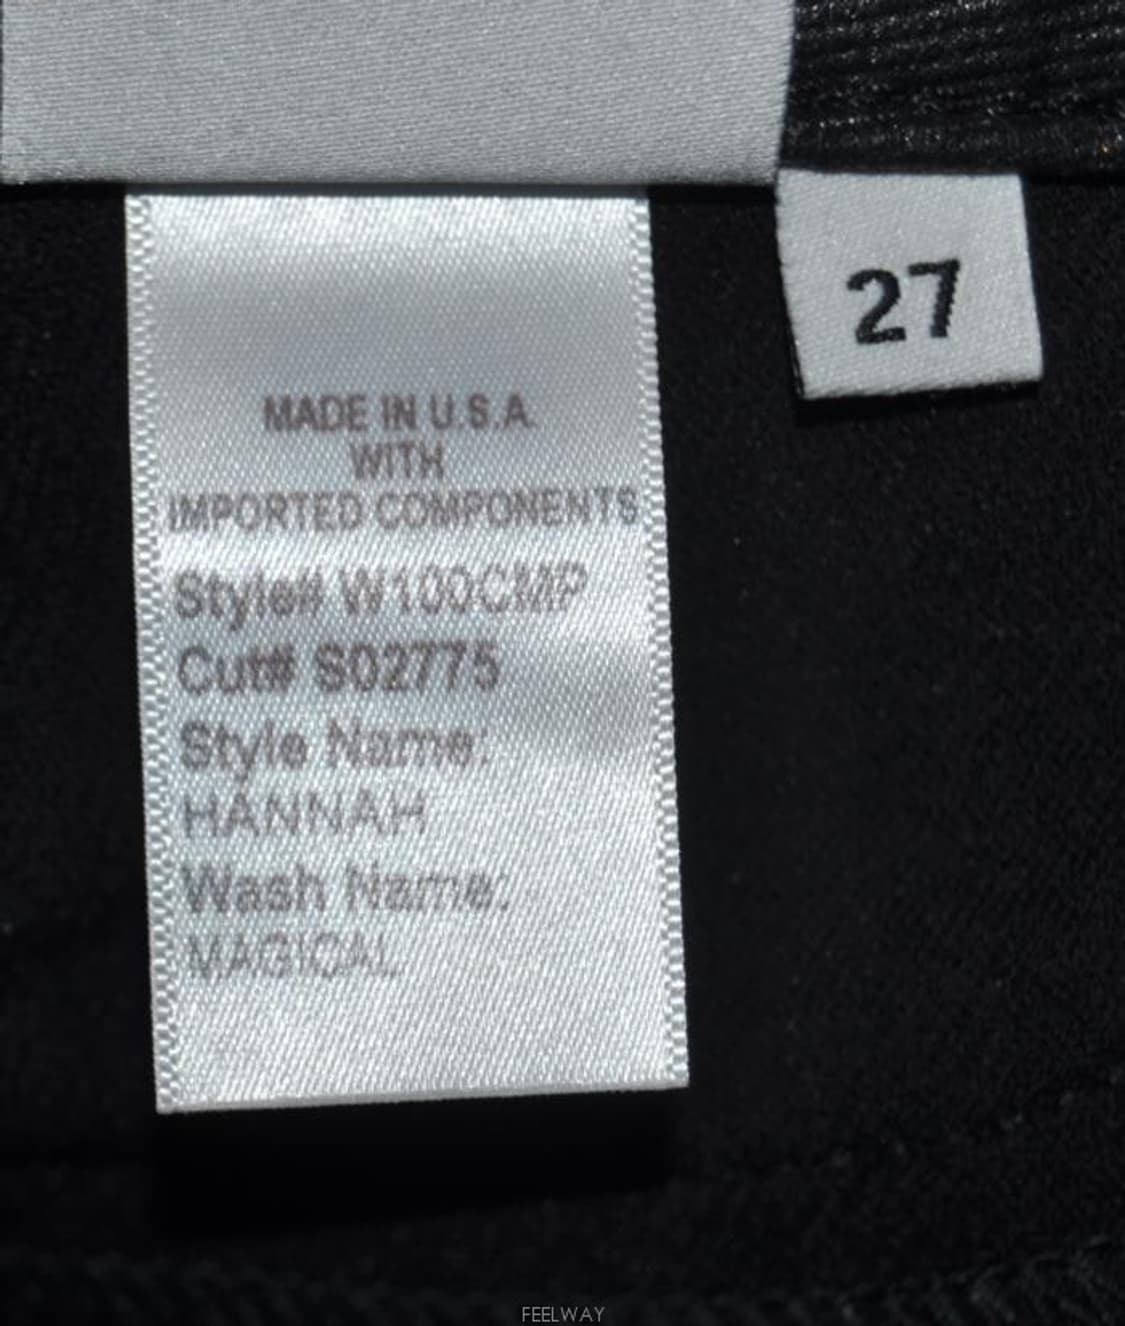 27
MADE IN U.S.A.
WITH
IMPORTED COMPONENTS
Style# W100CMP
Cut# S02775
Style Name:
HANNAH
Wash Name:
MAGICAL
FEELWAY